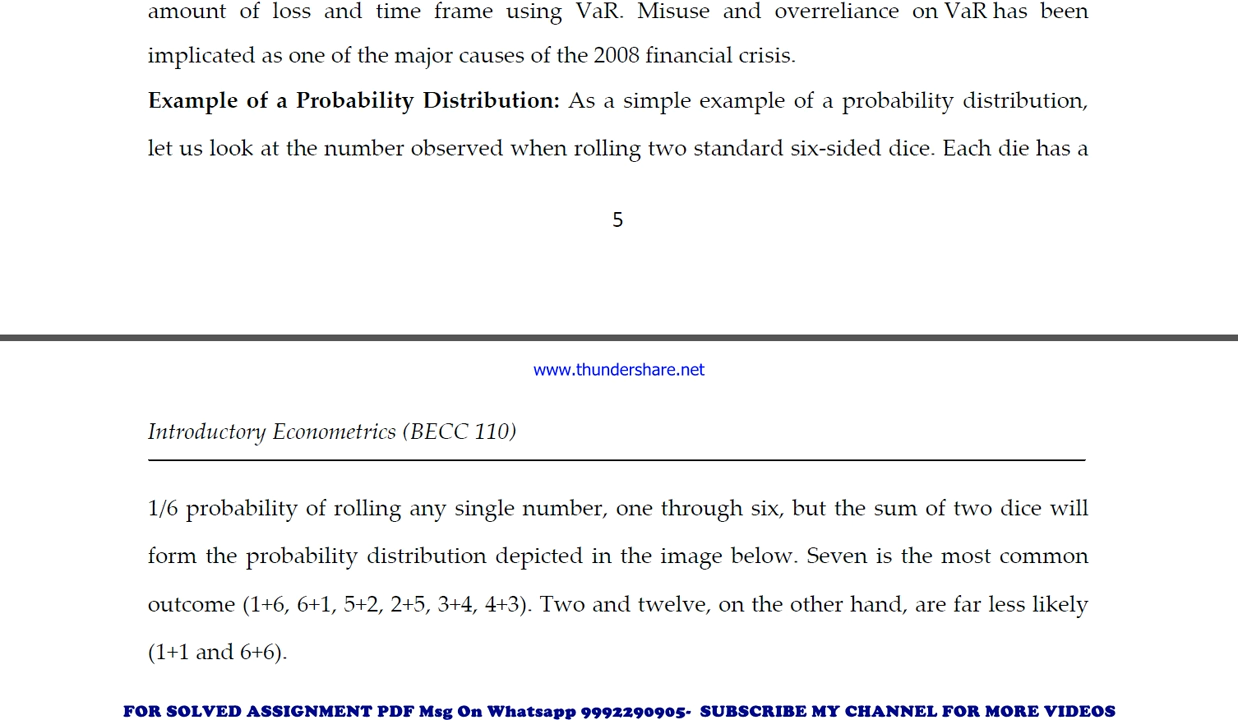 amount of loss and time frame using VaR. Misuse and overreliance on VaR has been
implicated as one of the major causes of the 2008 financial crisis.
Example of a Probability Distribution: As a simple example of a probability distribution,
let us look at the number observed when rolling two standard six-sided dice. Each die has a
5
www.thundershare.net
Introductory Econometrics (BECC 110)
1/6 probability of rolling any single number, one through six, but the sum of two dice will
form the probability distribution depicted in the image below. Seven is the most common
outcome (1+6, 6+1, 5+2, 2+5, 3+4, 4+3). Two and twelve, on the other hand, are far less likely
(1+1 and 6+6).
FOR SOLVED ASSIGNMENT PDF Msg On Whatsapp 9992290905- SUBSCRIBE MY CHANNEL FOR MORE VIDEOS